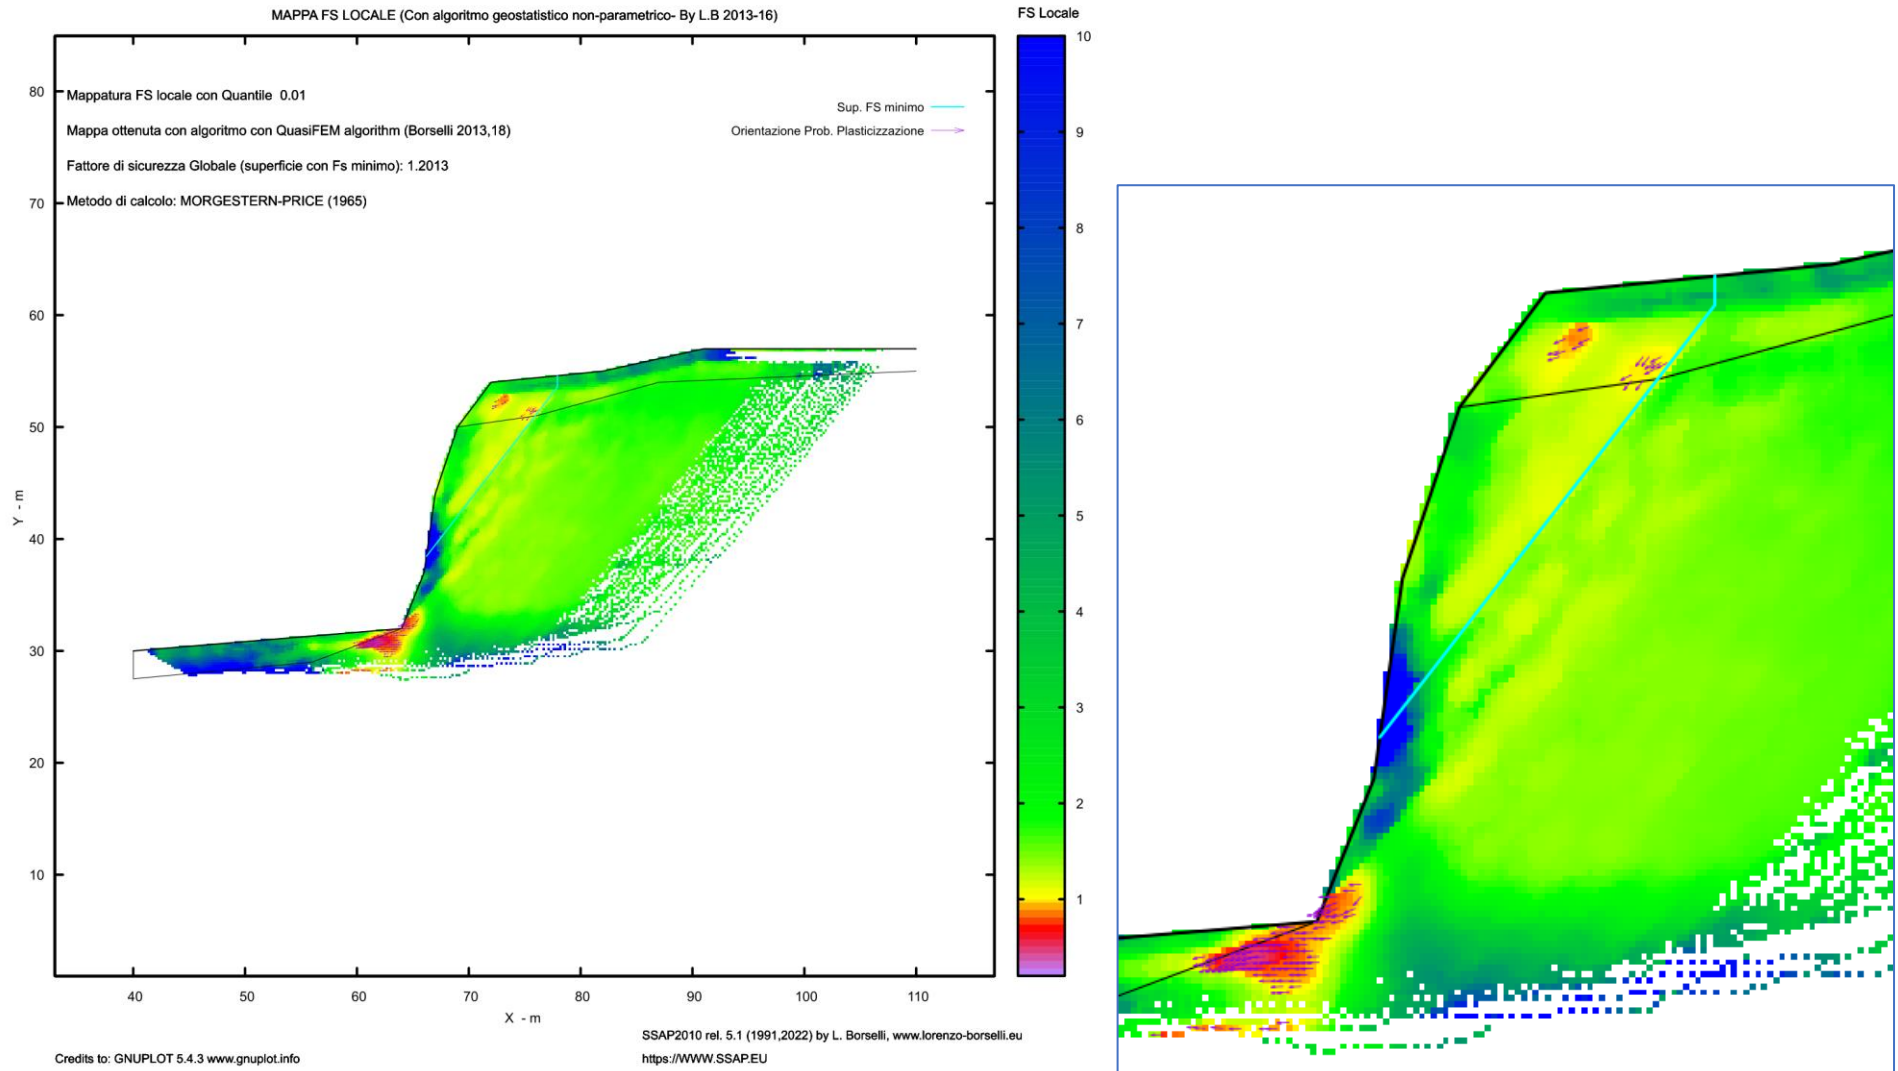 MAPPA FS LOCALE (Con algoritmo geostatistico non-parametrico- By L.B 2013-16)
FS Locale
Mappatura FS locale con Quantile 0.01
Mappa ottenuta con algoritmo con QuasiFEM algorithm (Borselli 2013,18)
Fattore di sicurezza Globale (superficie con Fs minimo): 1.2013
Metodo di calcolo: MORGESTERN-PRICE (1965)
Sup. FS minimo
Orientazione Prob. Plasticizzazione
80
70
60
50
40
30
20
10
Y - m
40 50 60 70 80 90 100 110
X - m
10
9
8
7
6
5
4
3
2
1
SSAP2010 rel. 5.1 (1991,2022) by L. Borselli, www.lorenzo-borselli.eu
Credits to: GNUPLOT 5.4.3 www.gnuplot.info
https://WWW.SSAP.EU